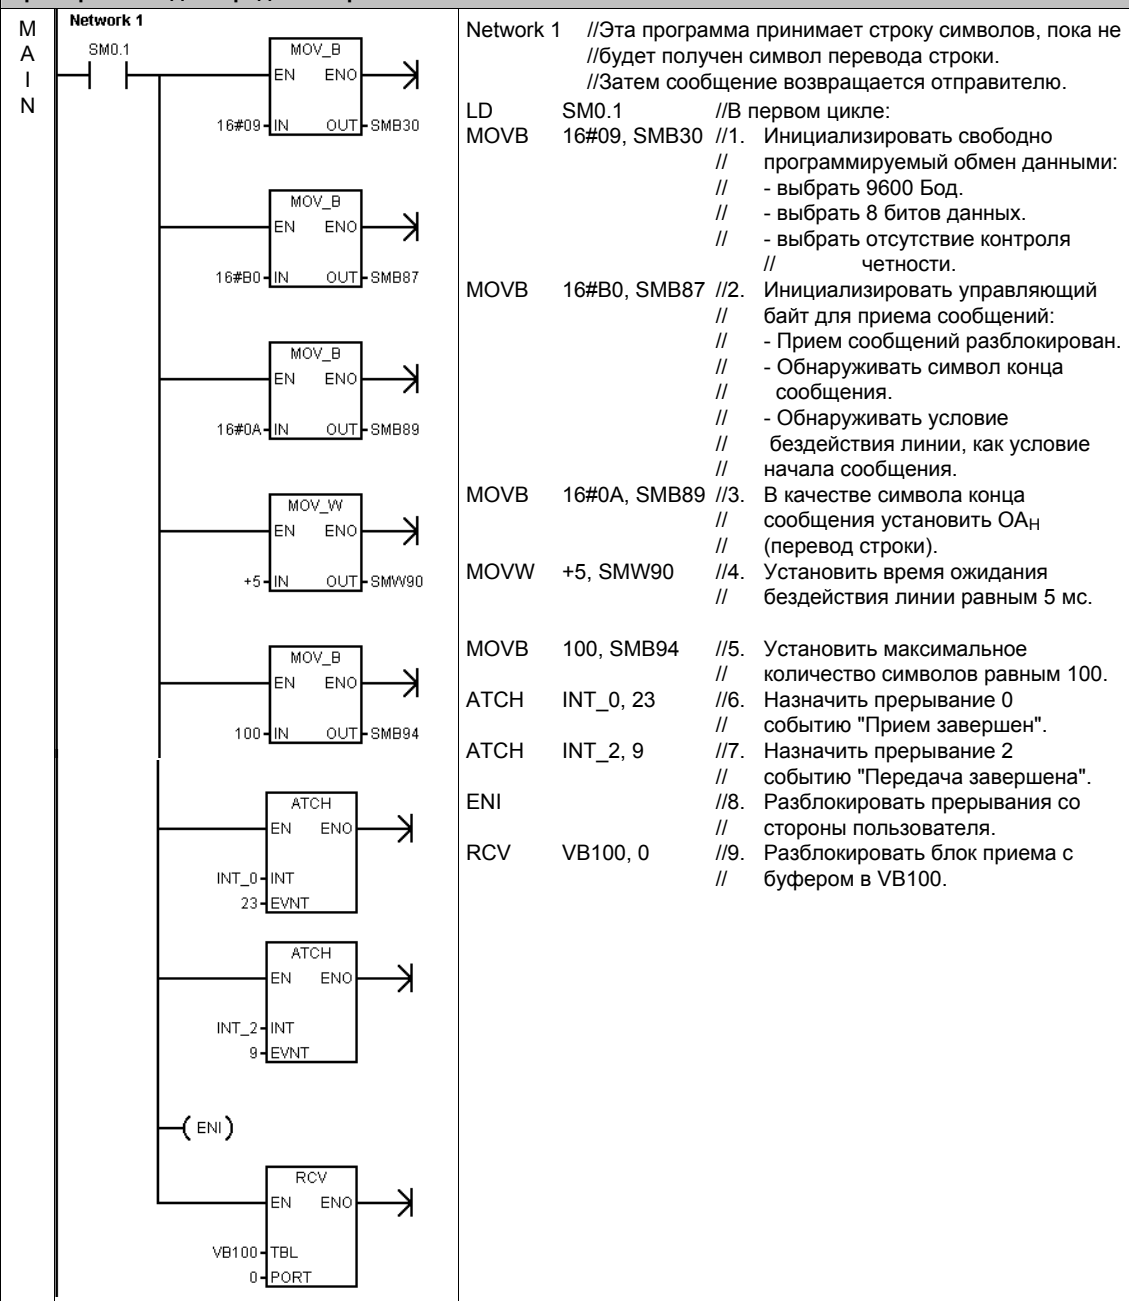 M
A
I
N
Network 1
SM0.1
MOV_B
EN ENO
16#09 IN OUT SMB30
MOV_B
EN ENO
16#B0 IN OUT SMB87
MOV_B
EN ENO
16#0A IN OUT SMB89
MOV_W
EN ENO
+5 IN OUT SMW90
MOV_B
EN ENO
100 IN OUT SMB94
ATCH
EN ENO
INT_0 INT
23 EVNT
ATCH
EN ENO
INT_2 INT
9 EVNT
( ENI )
RCV
EN ENO
VB100 TBL
0 PORT
Network 1 //Эта программа принимает строку символов, пока не
//будет получен символ перевода строки.
//Затем сообщение возвращается отправителю.
LD SM0.1 //В первом цикле:
MOVB 16#09, SMB30 //1. Инициализировать свободно
// программируемый обмен данными:
// - выбрать 9600 Бод.
// - выбрать 8 битов данных.
// - выбрать отсутствие контроля
// четности.
MOVB 16#B0, SMB87 //2. Инициализировать управляющий
// байт для приема сообщений:
// - Прием сообщений разблокирован.
// - Обнаруживать символ конца
// сообщения.
// - Обнаруживать условие
// бездействия линии, как условие
// начала сообщения.
MOVB 16#0A, SMB89 //3. В качестве символа конца
// сообщения установить OAH
// (перевод строки).
MOVW +5, SMW90 //4. Установить время ожидания
// бездействия линии равным 5 мс.
MOVB 100, SMB94 //5. Установить максимальное
// количество символов равным 100.
ATCH INT_0, 23 //6. Назначить прерывание 0
// событию "Прием завершен".
ATCH INT_2, 9 //7. Назначить прерывание 2
// событию "Передача завершена".
ENI //8. Разблокировать прерывания со
// стороны пользователя.
RCV VB100, 0 //9. Разблокировать блок приема с
// буфером в VB100.